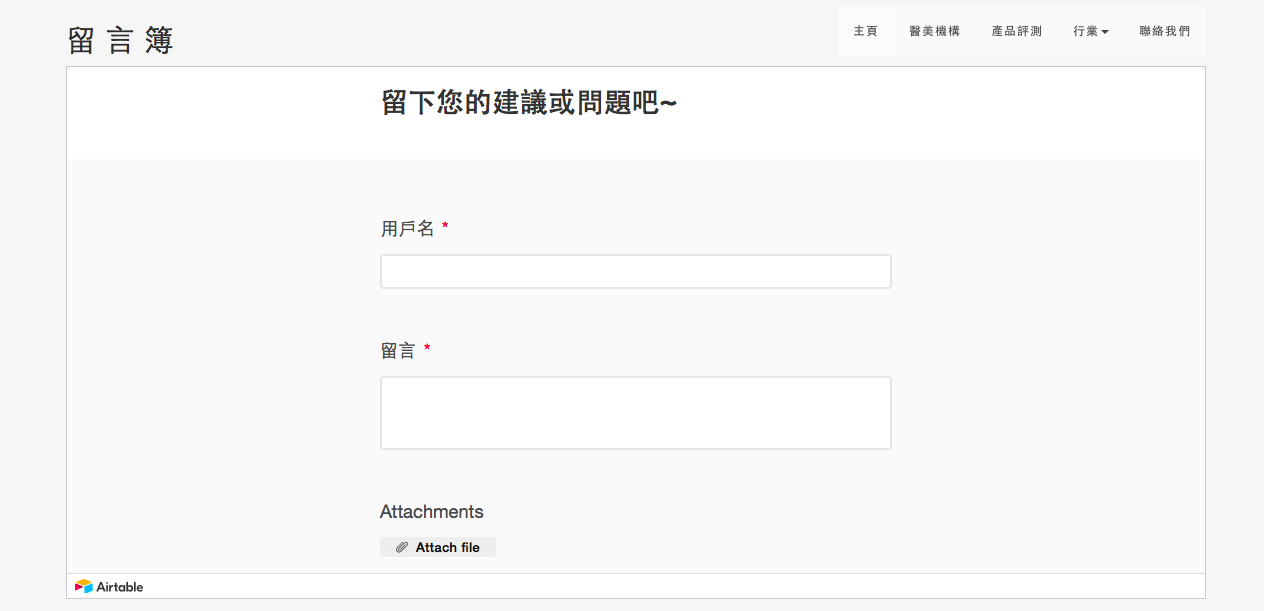 留言簿
主頁 醫美機構 產品評測 行業 聯絡我們
留下您的建議或問題吧~
用戶名 *
留言 *
Attachments
Attach file
Airtable